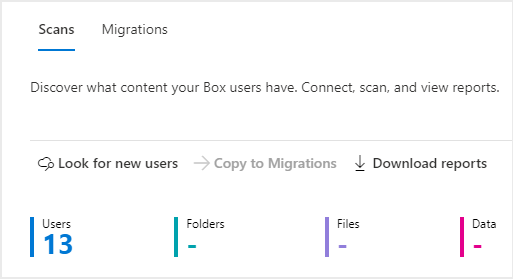 Scans Migrations
Discover what content your Box users have. Connect, scan, and view reports.
Look for new users Copy to Migrations Download reports
Users Folders Files Data
13 - - -